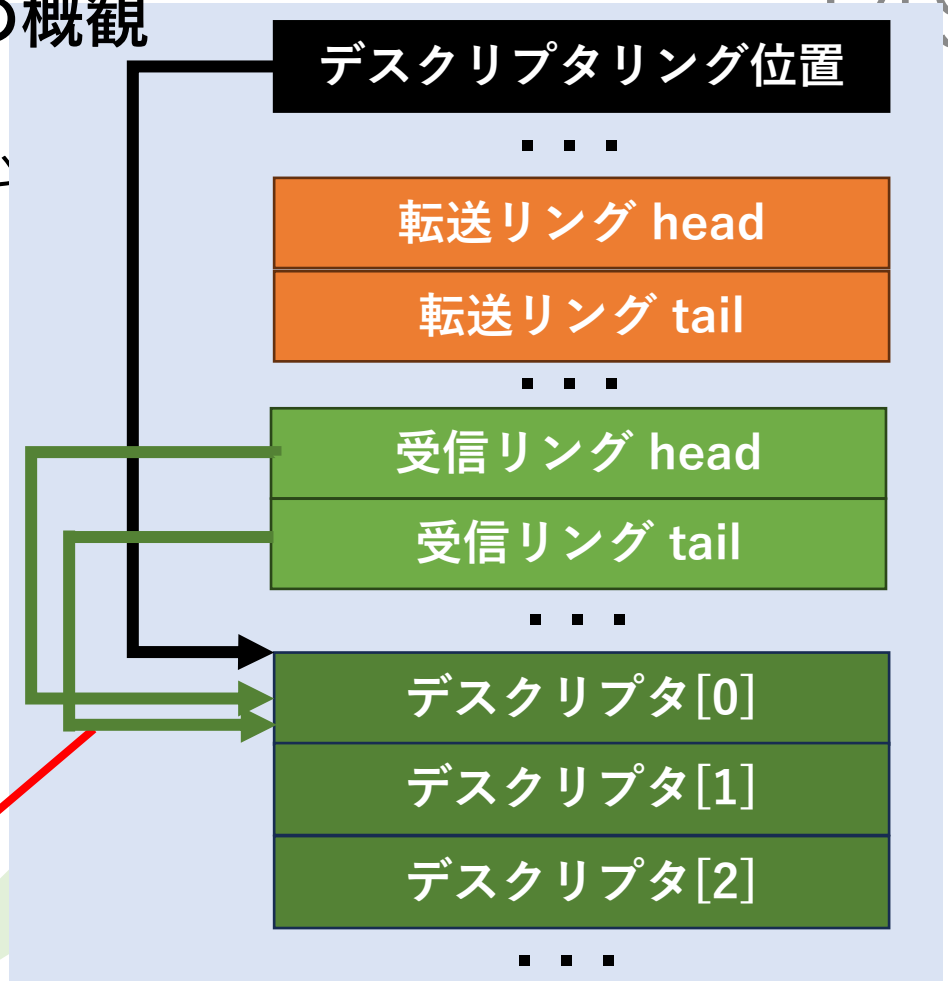 の概観
デスクリプタリング位置
・・・
転送リング head
転送リング tail
・・・
受信リング head
受信リング tail
・・・
デスクリプタ[0]
デスクリプタ[1]
デスクリプタ[2]
・・・